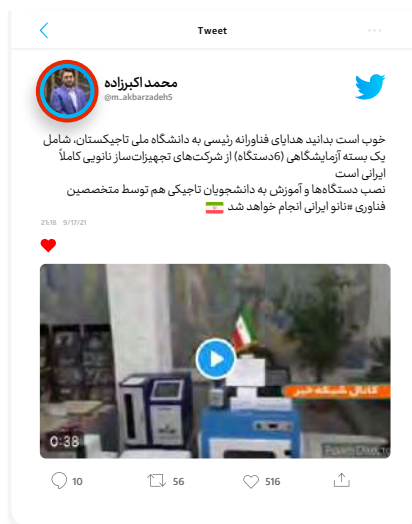 Tweet
محمد اکبرزاده
@m_akbarzadeh5
خوب است بدانید هدایای فناورانه رئیسی به دانشگاه ملی تاجیکستان، شامل
یک بسته آزمایشگاهی (6دستگاه) از شرکت‌های تجهیزات‌ساز نانویی کاملاً
ایرانی است
نصب دستگاه‌ها و آموزش به دانشجویان تاجیکی هم توسط متخصصین
فناوری #نانو ایرانی انجام خواهد شد
21:18 9/17/21
کانال شبکه خبر
0:38
10 56 516